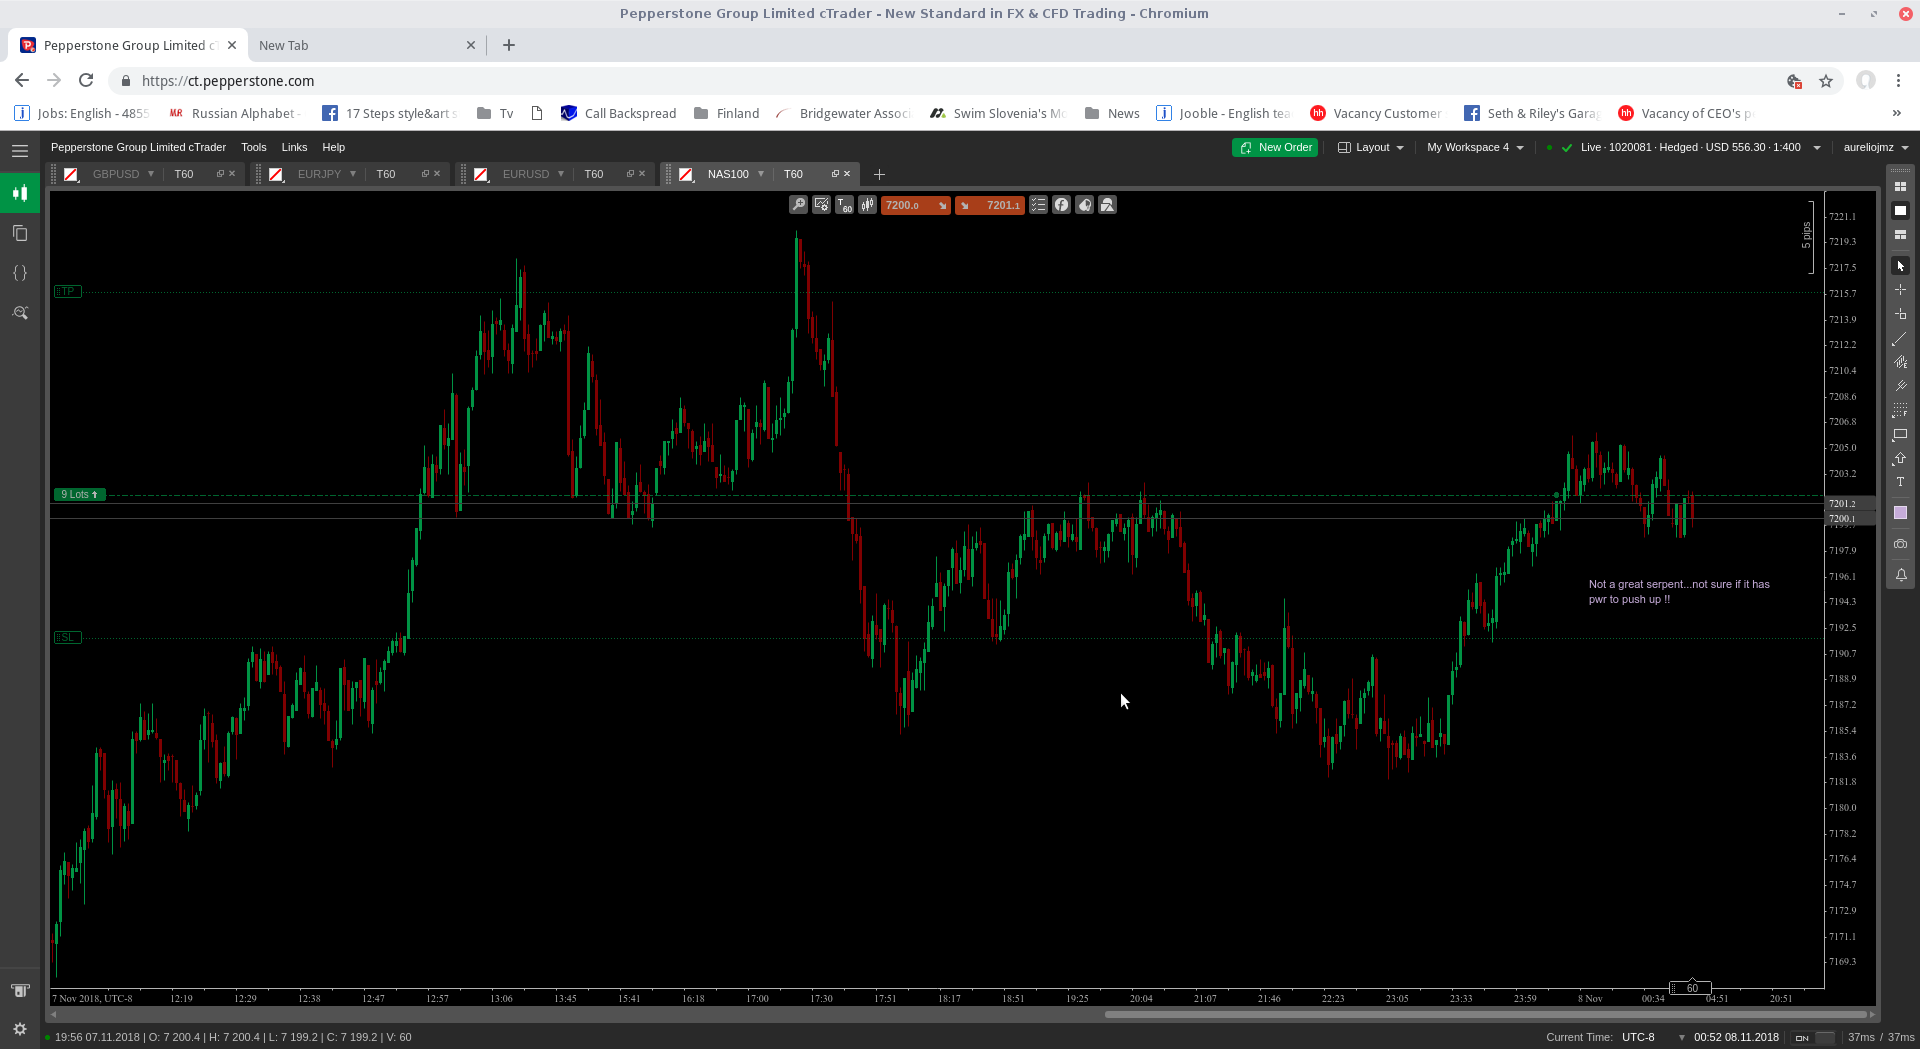 Pepperstone Group Limited cTrader - New Standard in FX & CFD Trading - Chromium
Pepperstone Group Limited c
New Tab
https://ct.pepperstone.com
Jobs: English - 4855
Russian Alphabet -
17 Steps style&art s
Tv
Call Backspread
Finland
Bridgewater Assoc
Swim Slovenia's Mo
News
Jooble - English tea
Vacancy Customer
Seth & Riley's Garag
Vacancy of CEO's p
Pepperstone Group Limited cTrader Tools Links Help
New Order
Layout
My Workspace 4
Live · 1020081 · Hedged · USD 556.30 · 1:400
aureliojmz
GBPUSD T60
EURJPY T60
EURUSD T60
NAS100 T60
T60
7200.0
7201.1
5 pips
TP
9 Lots
SL
Not a great serpent...not sure if it has
pwr to push up !!
7221.1
7219.3
7217.5
7215.7
7213.9
7212.2
7210.4
7208.6
7206.8
7205.0
7203.2
7201.2
7200.1
7197.9
7196.1
7194.3
7192.5
7190.7
7188.9
7187.2
7185.4
7183.6
7181.8
7180.0
7178.2
7176.4
7174.7
7172.9
7171.1
7169.3
60
7 Nov 2018, UTC-8 12:19 12:29 12:38 12:47 12:57 13:06 13:45 15:41 16:18 17:00 17:30 17:51 18:17 18:51 19:25 20:04 21:07 21:46 22:23 23:05 23:33 23:59 8 Nov 00:34 04:51 20:51
19:56 07.11.2018 | O: 7 200.4 | H: 7 200.4 | L: 7 199.2 | C: 7 199.2 | V: 60
Current Time: UTC-8
00:52 08.11.2018
ON
37ms / 37ms